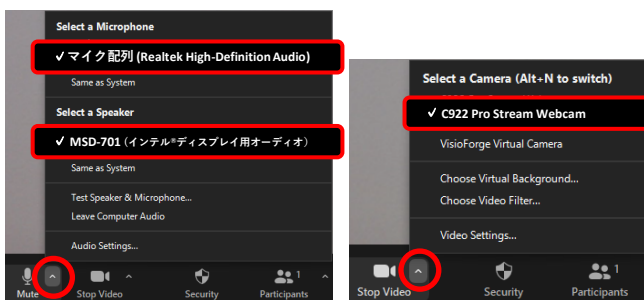 Select a Microphone
✓ マイク配列 (Realtek High-Definition Audio)
Same as System
Select a Speaker
✓ MSD-701 (インテル®ディスプレイ用オーディオ)
Same as System
Test Speaker & Microphone...
Leave Computer Audio
Audio Settings...
Mute
Stop Video
Security
1
Participants
Select a Camera (Alt+N to switch)
✓ C922 Pro Stream Webcam
VisioForge Virtual Camera
Choose Virtual Background...
Choose Video Filter...
Video Settings...
Stop Video
Security
1
Participants